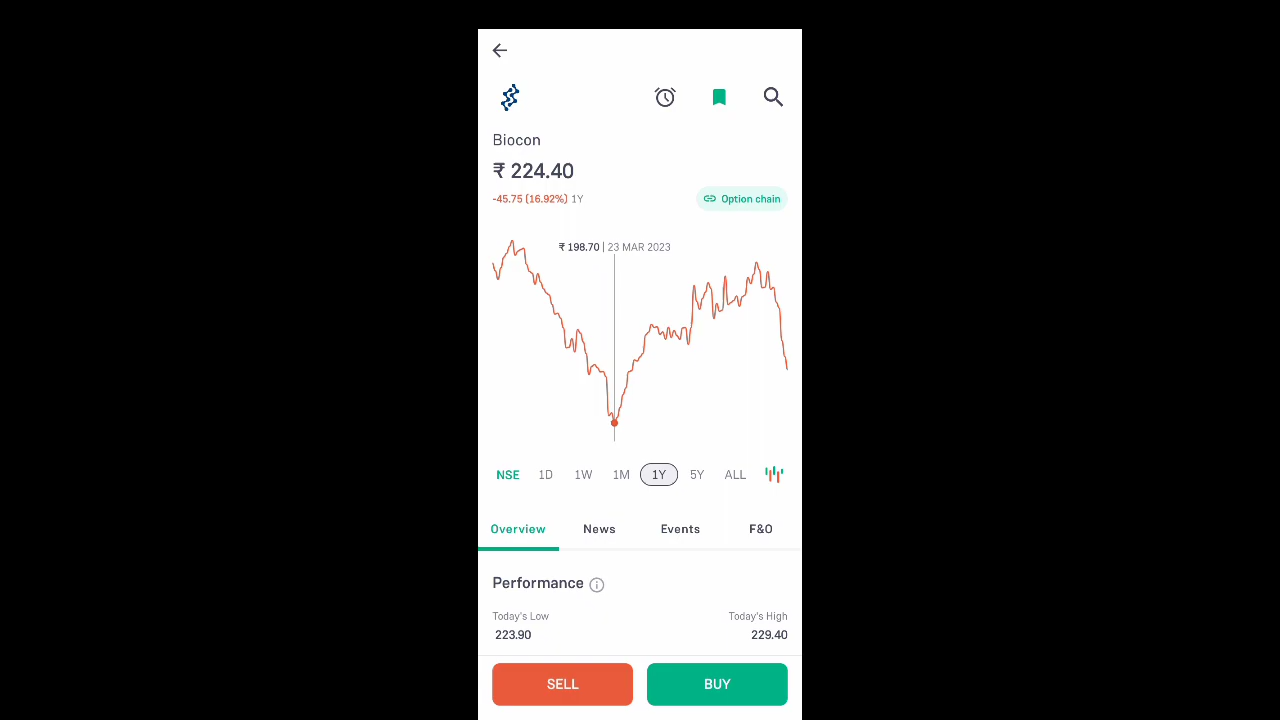 Biocon
₹ 224.40
-45.75 (16.92%) 1Y
Option chain
₹ 198.70 | 23 MAR 2023
NSE 1D 1W 1M 1Y 5Y ALL
Overview News Events F&O
Performance
Today's Low Today's High
223.90 229.40
SELL BUY